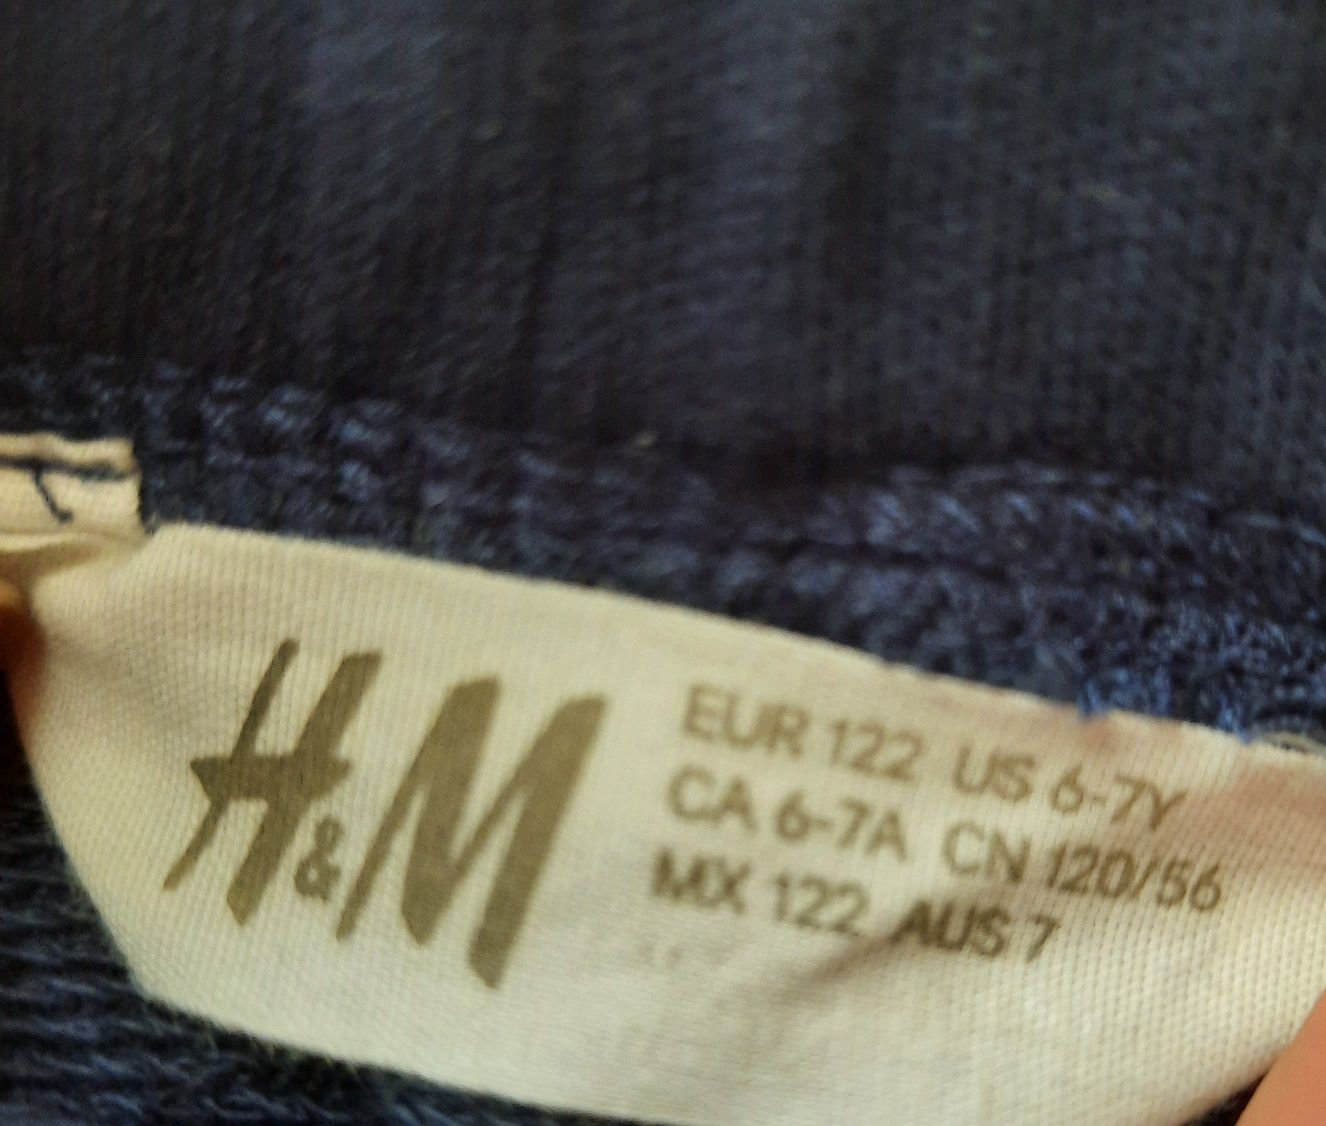 H&M
EUR 122 US 6-7Y
CA 6-7A CN 120/56
MX 122 AUS 7